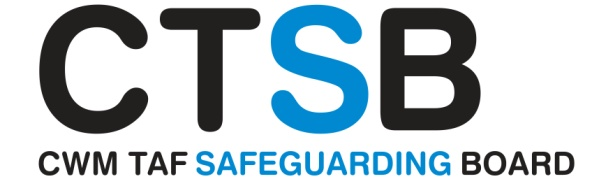 CTSB
CWM TAF SAFEGUARDING BOARD